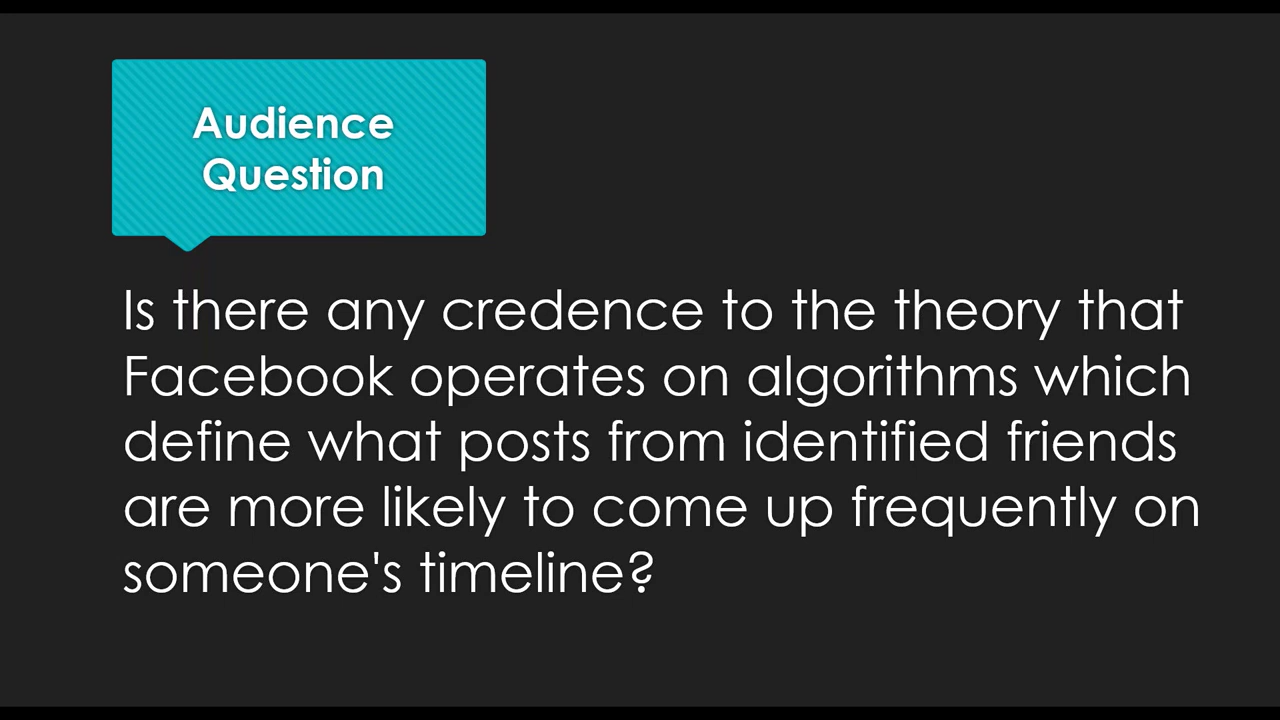 Audience
Question
Is there any credence to the theory that
Facebook operates on algorithms which
define what posts from identified friends
are more likely to come up frequently on
someone's timeline?